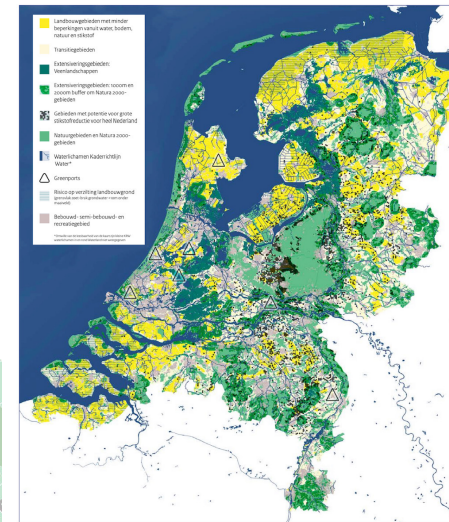 Landbouwgebieden met minder
beperkingen vanuit water, bodem,
natuur en stikstof
Transitiegebieden
Extensiveringsgebieden:
Veenlandschappen
Extensiveringsgebieden: 1000m en
2000m buffer om Natura 2000-
gebieden
Gebieden met potentie voor grote
stikstofreductie voor heel Nederland
Natuurgebieden en Natura 2000-
gebieden
Waterlichamen Kaderrichtlijn
Water*
Greenports
Risico op verzilting landbouwgrond
Bebouwd- semi-bebouwd- en
recreatiegebied